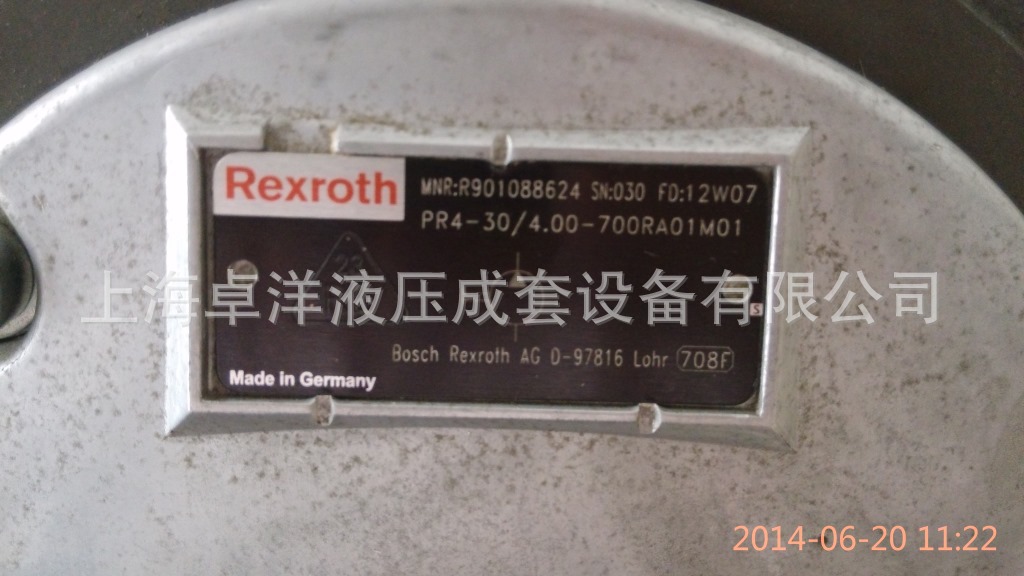 Rexroth
MNR:R901088624 SN:030 FD:12W07
PR4-30/4.00-700RA01M01
上海卓洋液压成套设备有限公司
Bosch Rexroth AG D-97816 Lohr 708F
Made in Germany
2014-06-20 11:22